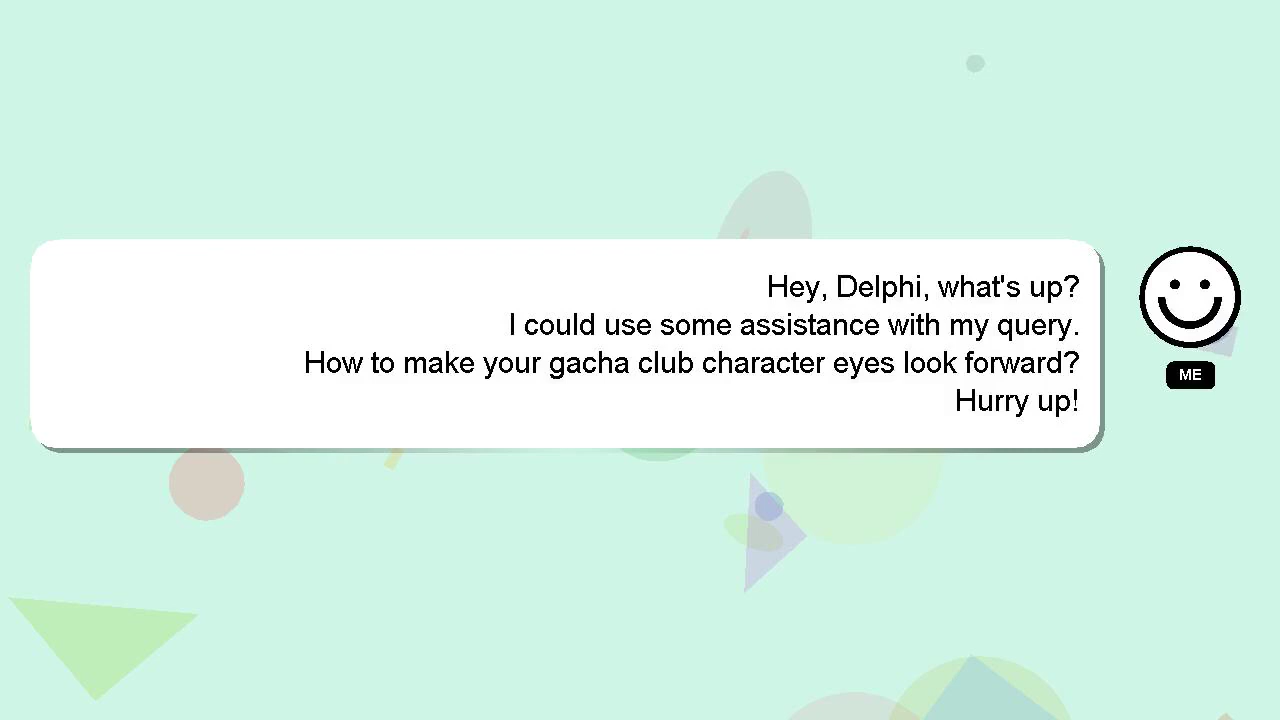 Hey, Delphi, what's up?
I could use some assistance with my query.
How to make your gacha club character eyes look forward?
Hurry up!
ME